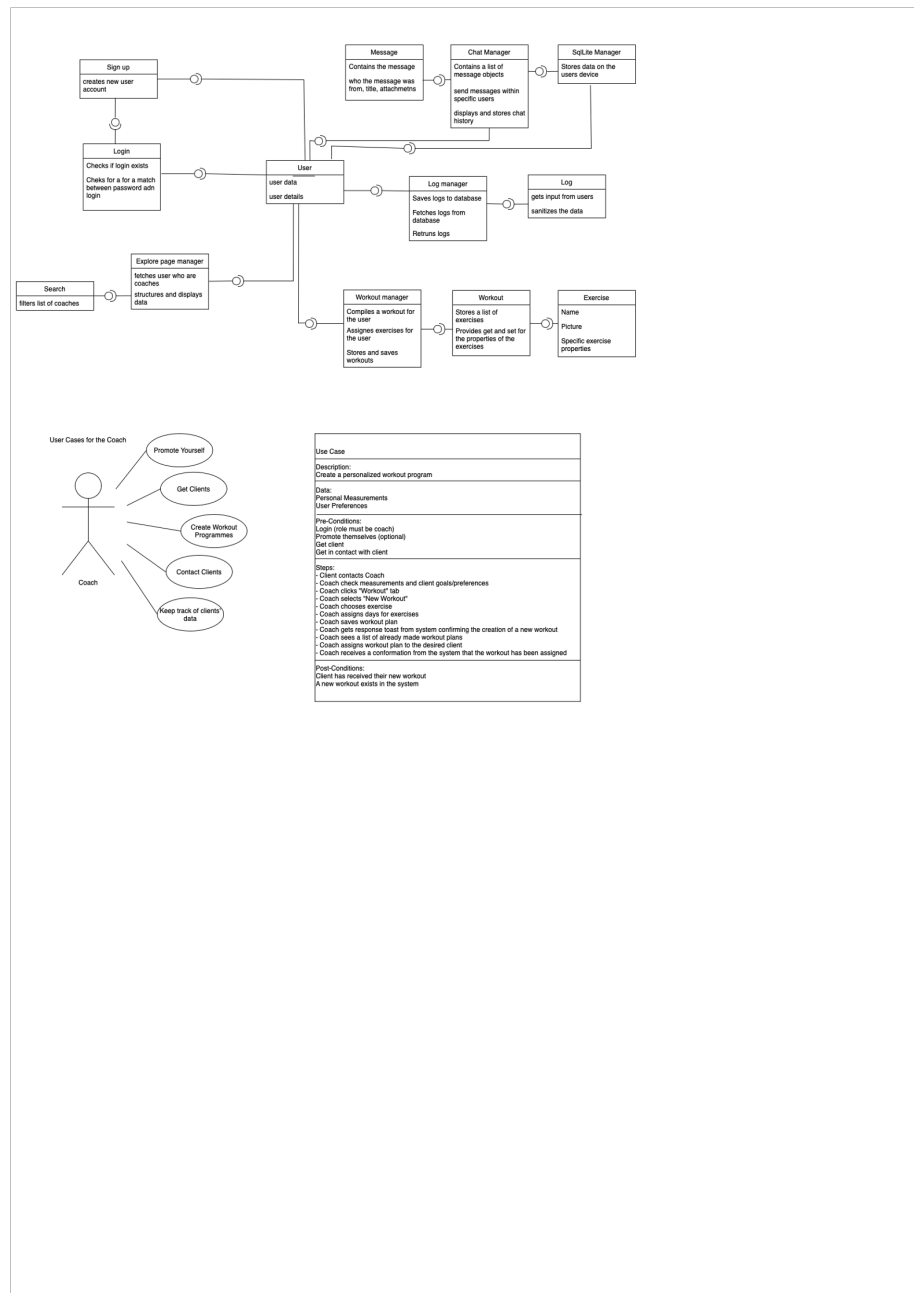 Sign up
creates new user
account
Message
Contains the message
who the message was
from, title, attachmetns
Chat Manager
Contains a list of
message objects
send messages within
specific users
displays and stores chat
history
SqlLite Manager
Stores data on the
users device
Login
Checks if login exists
Cheks for a for a match
between password adn
login
User
user data
user details
Log manager
Saves logs to database
Fetches logs from
database
Retruns logs
Log
gets input from users
sanitizes the data
Search
filters list of coaches
Explore page manager
fetches user who are
coaches
structures and displays
data
Workout manager
Compiles a workout for
the user
Assignes exercises for
the user
Stores and saves
workouts
Workout
Stores a list of
exercises
Provides get and set for
the properties of the
exercises
Exercise
Name
Picture
Specific exercise
properties
User Cases for the Coach
Promote Yourself
Get Clients
Create Workout
Programmes
Contact Clients
Keep track of clients"
data
Coach
Use Case
Description:
Create a personalized workout program
Data:
Personal Measurements
User Preferences
Pre-Conditions:
Login (role must be coach)
Promote themselves (optional)
Get client
Get in contact with client
Steps:
- Client contacts Coach
- Coach check measurements and client goals/preferences
- Coach clicks "Workout" tab
- Coach selects "New Workout"
- Coach chooses exercise
- Coach assigns days for exercises
- Coach saves workout plan
- Coach gets response toast from system confirming the creation of a new workout
- Coach sees a list of already made workout plans
- Coach assigns workout plan to the desired client
- Coach receives a conformation from the system that the workout has been assigned
Post-Conditions:
Client has received their new workout
A new workout exists in the system